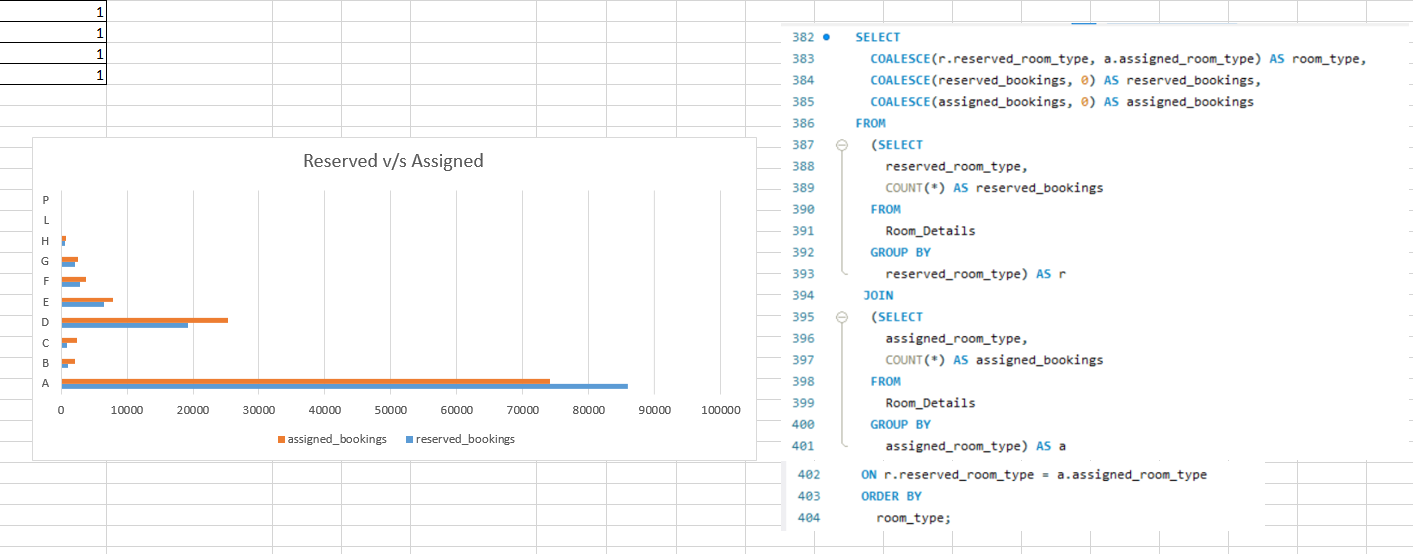 1
1
1
1
Reserved v/s Assigned
P
L
H
G
F
E
D
C
B
A
0 10000 20000 30000 40000 50000 60000 70000 80000 90000 100000
assigned_bookings reserved_bookings
382 SELECT
383 COALESCE(r.reserved_room_type, a.assigned_room_type) AS room_type,
384 COALESCE(reserved_bookings, 0) AS reserved_bookings,
385 COALESCE(assigned_bookings, 0) AS assigned_bookings
386 FROM
387 (SELECT
388 reserved_room_type,
389 COUNT(*) AS reserved_bookings
390 FROM
391 Room_Details
392 GROUP BY
393 reserved_room_type) AS r
394 JOIN
395 (SELECT
396 assigned_room_type,
397 COUNT(*) AS assigned_bookings
398 FROM
399 Room_Details
400 GROUP BY
401 assigned_room_type) AS a
402 ON r.reserved_room_type = a.assigned_room_type
403 ORDER BY
404 room_type;